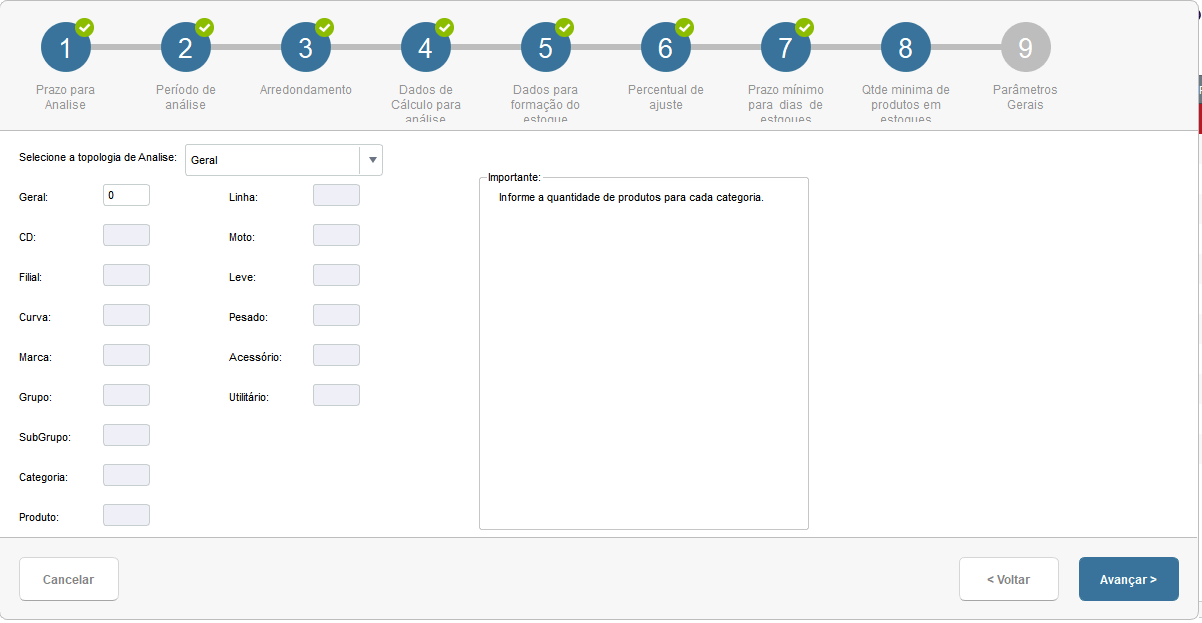 1 2 3 4 5 6 7 8 9
Prazo para
Analise
Período de
análise
Arredondamento
Dados de
Cálculo para
análise
Dados para
formação do
estoque
Percentual de
ajuste
Prazo mínimo
para dias de
estqoues
Qtde minima de
produtos em
estoques
Parâmetros
Gerais
Selecione a topologia de Analise: Geral
Geral: 0
Linha:
CD:
Moto:
Filial:
Leve:
Curva:
Pesado:
Marca:
Acessório:
Grupo:
Utilitário:
SubGrupo:
Categoria:
Produto:
Importante:
Informe a quantidade de produtos para cada categoria.
Cancelar
< Voltar
Avançar >